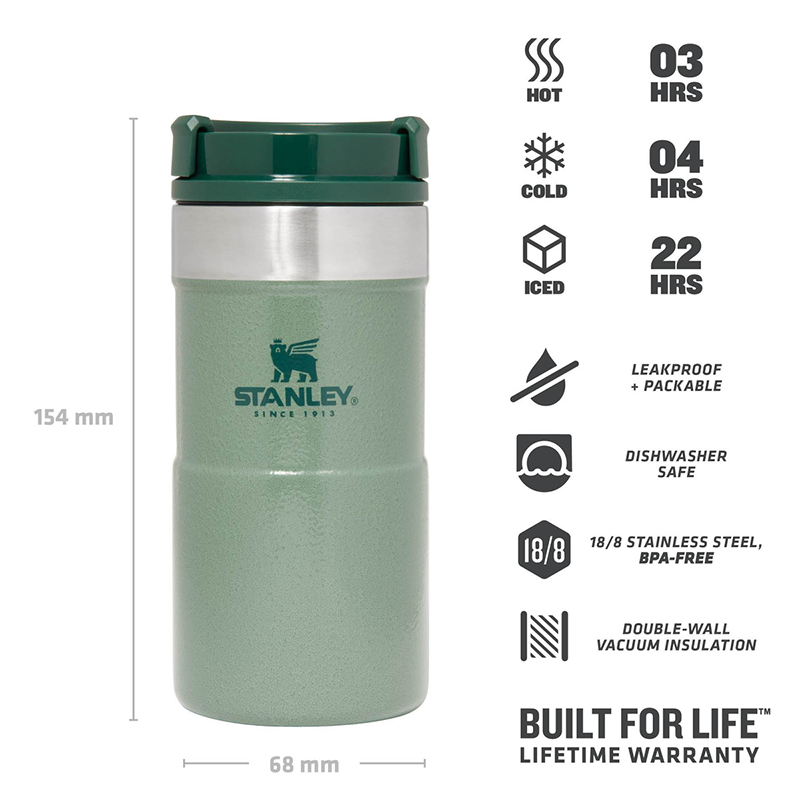 HOT
03
HRS
COLD
04
HRS
ICED
22
HRS
154 mm
STANLEY®
SINCE 1913
LEAKPROOF
+ PACKABLE
DISHWASHER
SAFE
18/8
18/8 STAINLESS STEEL,
BPA-FREE
DOUBLE-WALL
VACUUM INSULATION
BUILT FOR LIFE™
LIFETIME WARRANTY
68 mm